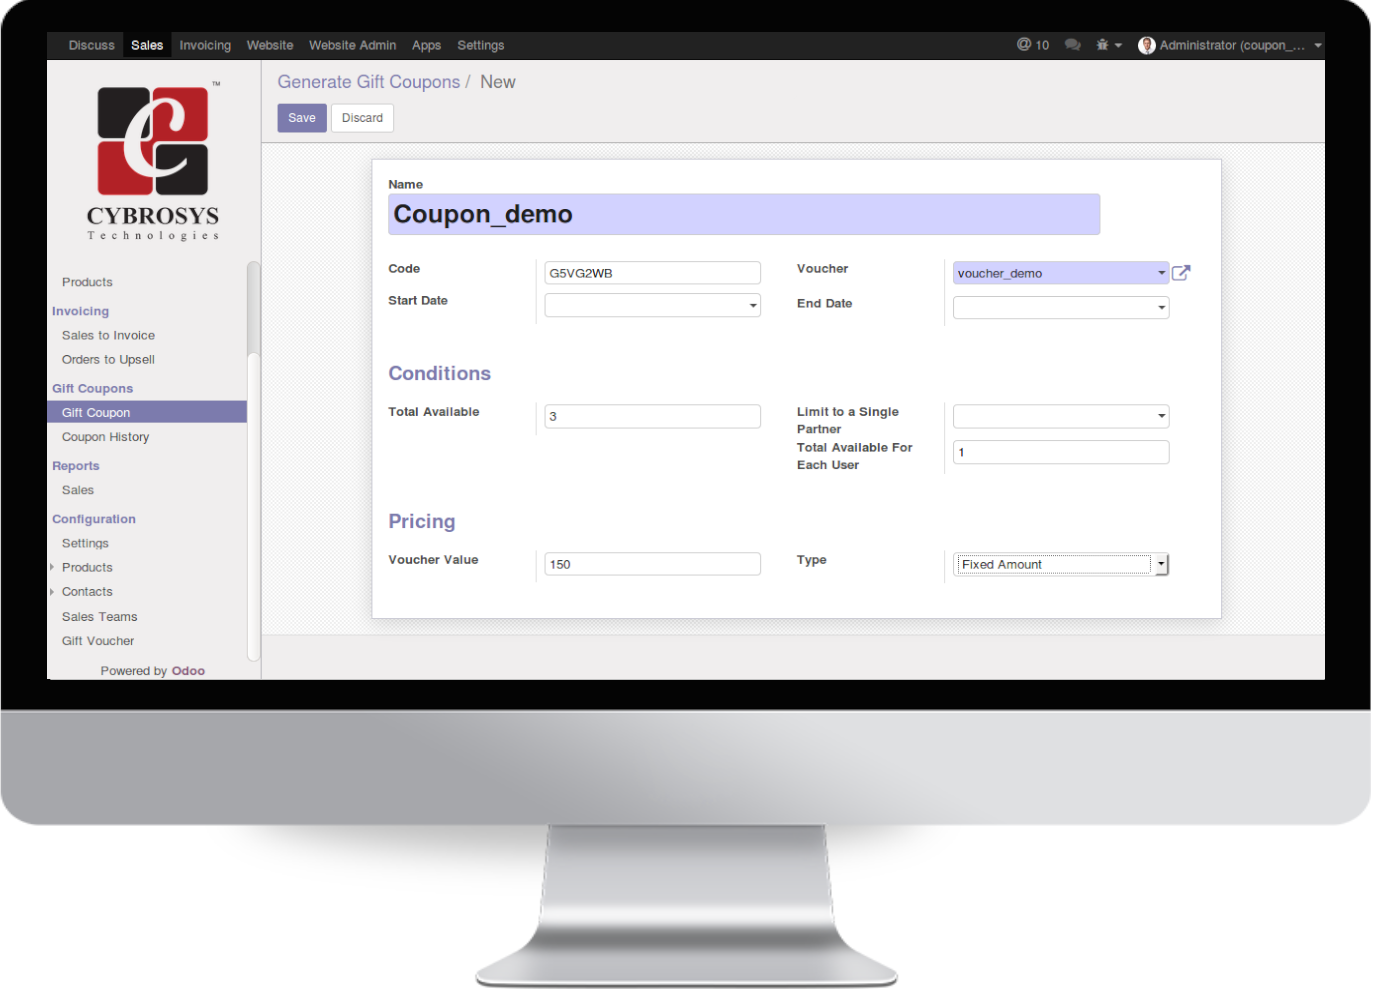 Discuss Sales Invoicing Website Website Admin Apps Settings @ 10 Administrator (coupon_...
™
CYBROSYS
Technologies
Products
Invoicing
Sales to Invoice
Orders to Upsell
Gift Coupons
Gift Coupon
Coupon History
Reports
Sales
Configuration
Settings
Products
Contacts
Sales Teams
Gift Voucher
Powered by Odoo
Generate Gift Coupons / New
Save Discard
Name
Coupon_demo
Code G5VG2WB Voucher voucher_demo
Start Date End Date
Conditions
Total Available 3 Limit to a Single
Partner
Total Available For
Each User 1
Pricing
Voucher Value 150 Type Fixed Amount